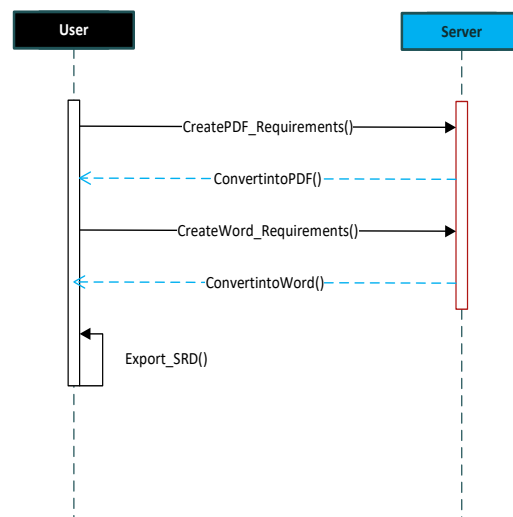 User
Server
CreatePDF_Requirements()
ConvertintoPDF()
CreateWord_Requirements()
ConvertintoWord()
Export_SRD()